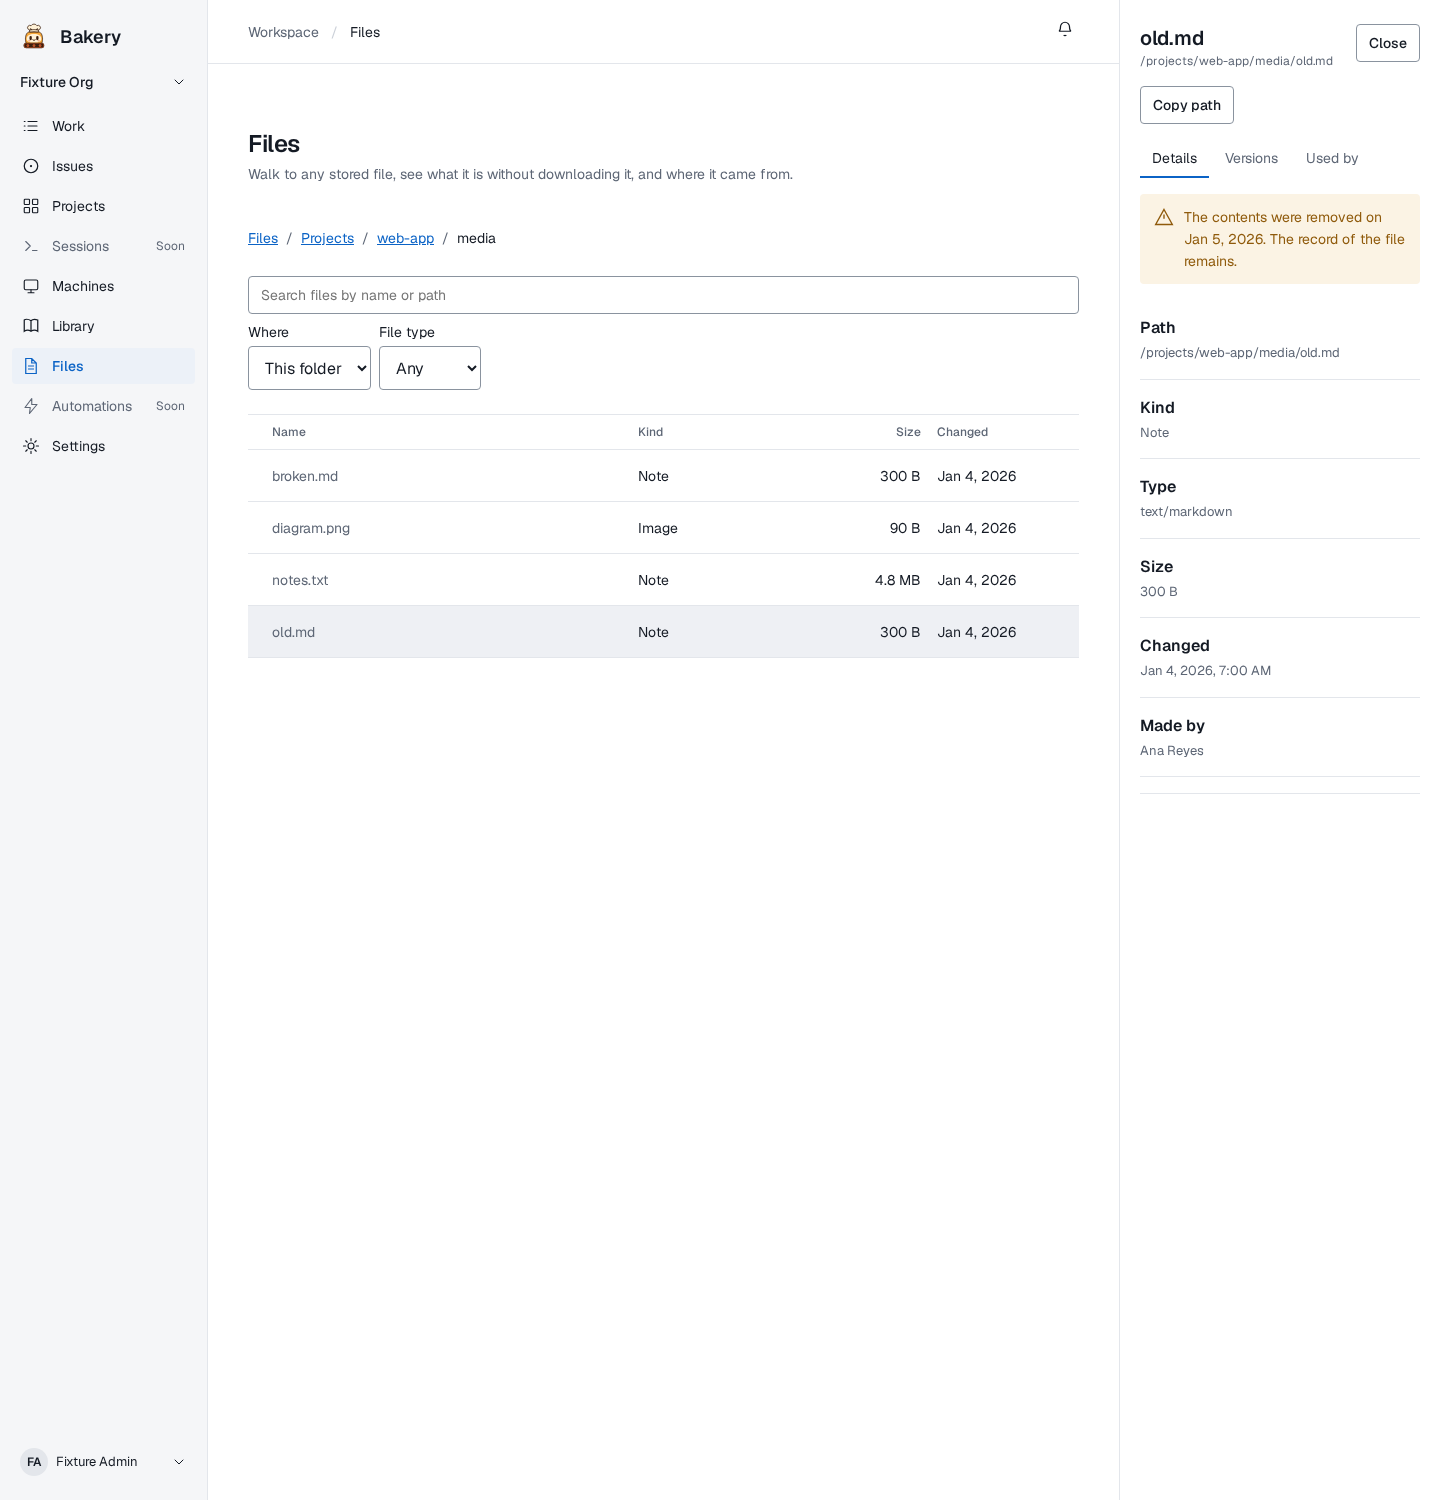 Bakery
Fixture Org
Work
Issues
Projects
Sessions Soon
Machines
Library
Files
Automations Soon
Settings
FA Fixture Admin
Workspace / Files
Files
Walk to any stored file, see what it is without downloading it, and where it came from.
Files / Projects / web-app / media
Search files by name or path
Where File type
This folder Any
Name Kind Size Changed
broken.md Note 300 B Jan 4, 2026
diagram.png Image 90 B Jan 4, 2026
notes.txt Note 4.8 MB Jan 4, 2026
old.md Note 300 B Jan 4, 2026
old.md
/projects/web-app/media/old.md
Close
Copy path
Details Versions Used by
The contents were removed on
Jan 5, 2026. The record of the file
remains.
Path
/projects/web-app/media/old.md
Kind
Note
Type
text/markdown
Size
300 B
Changed
Jan 4, 2026, 7:00 AM
Made by
Ana Reyes